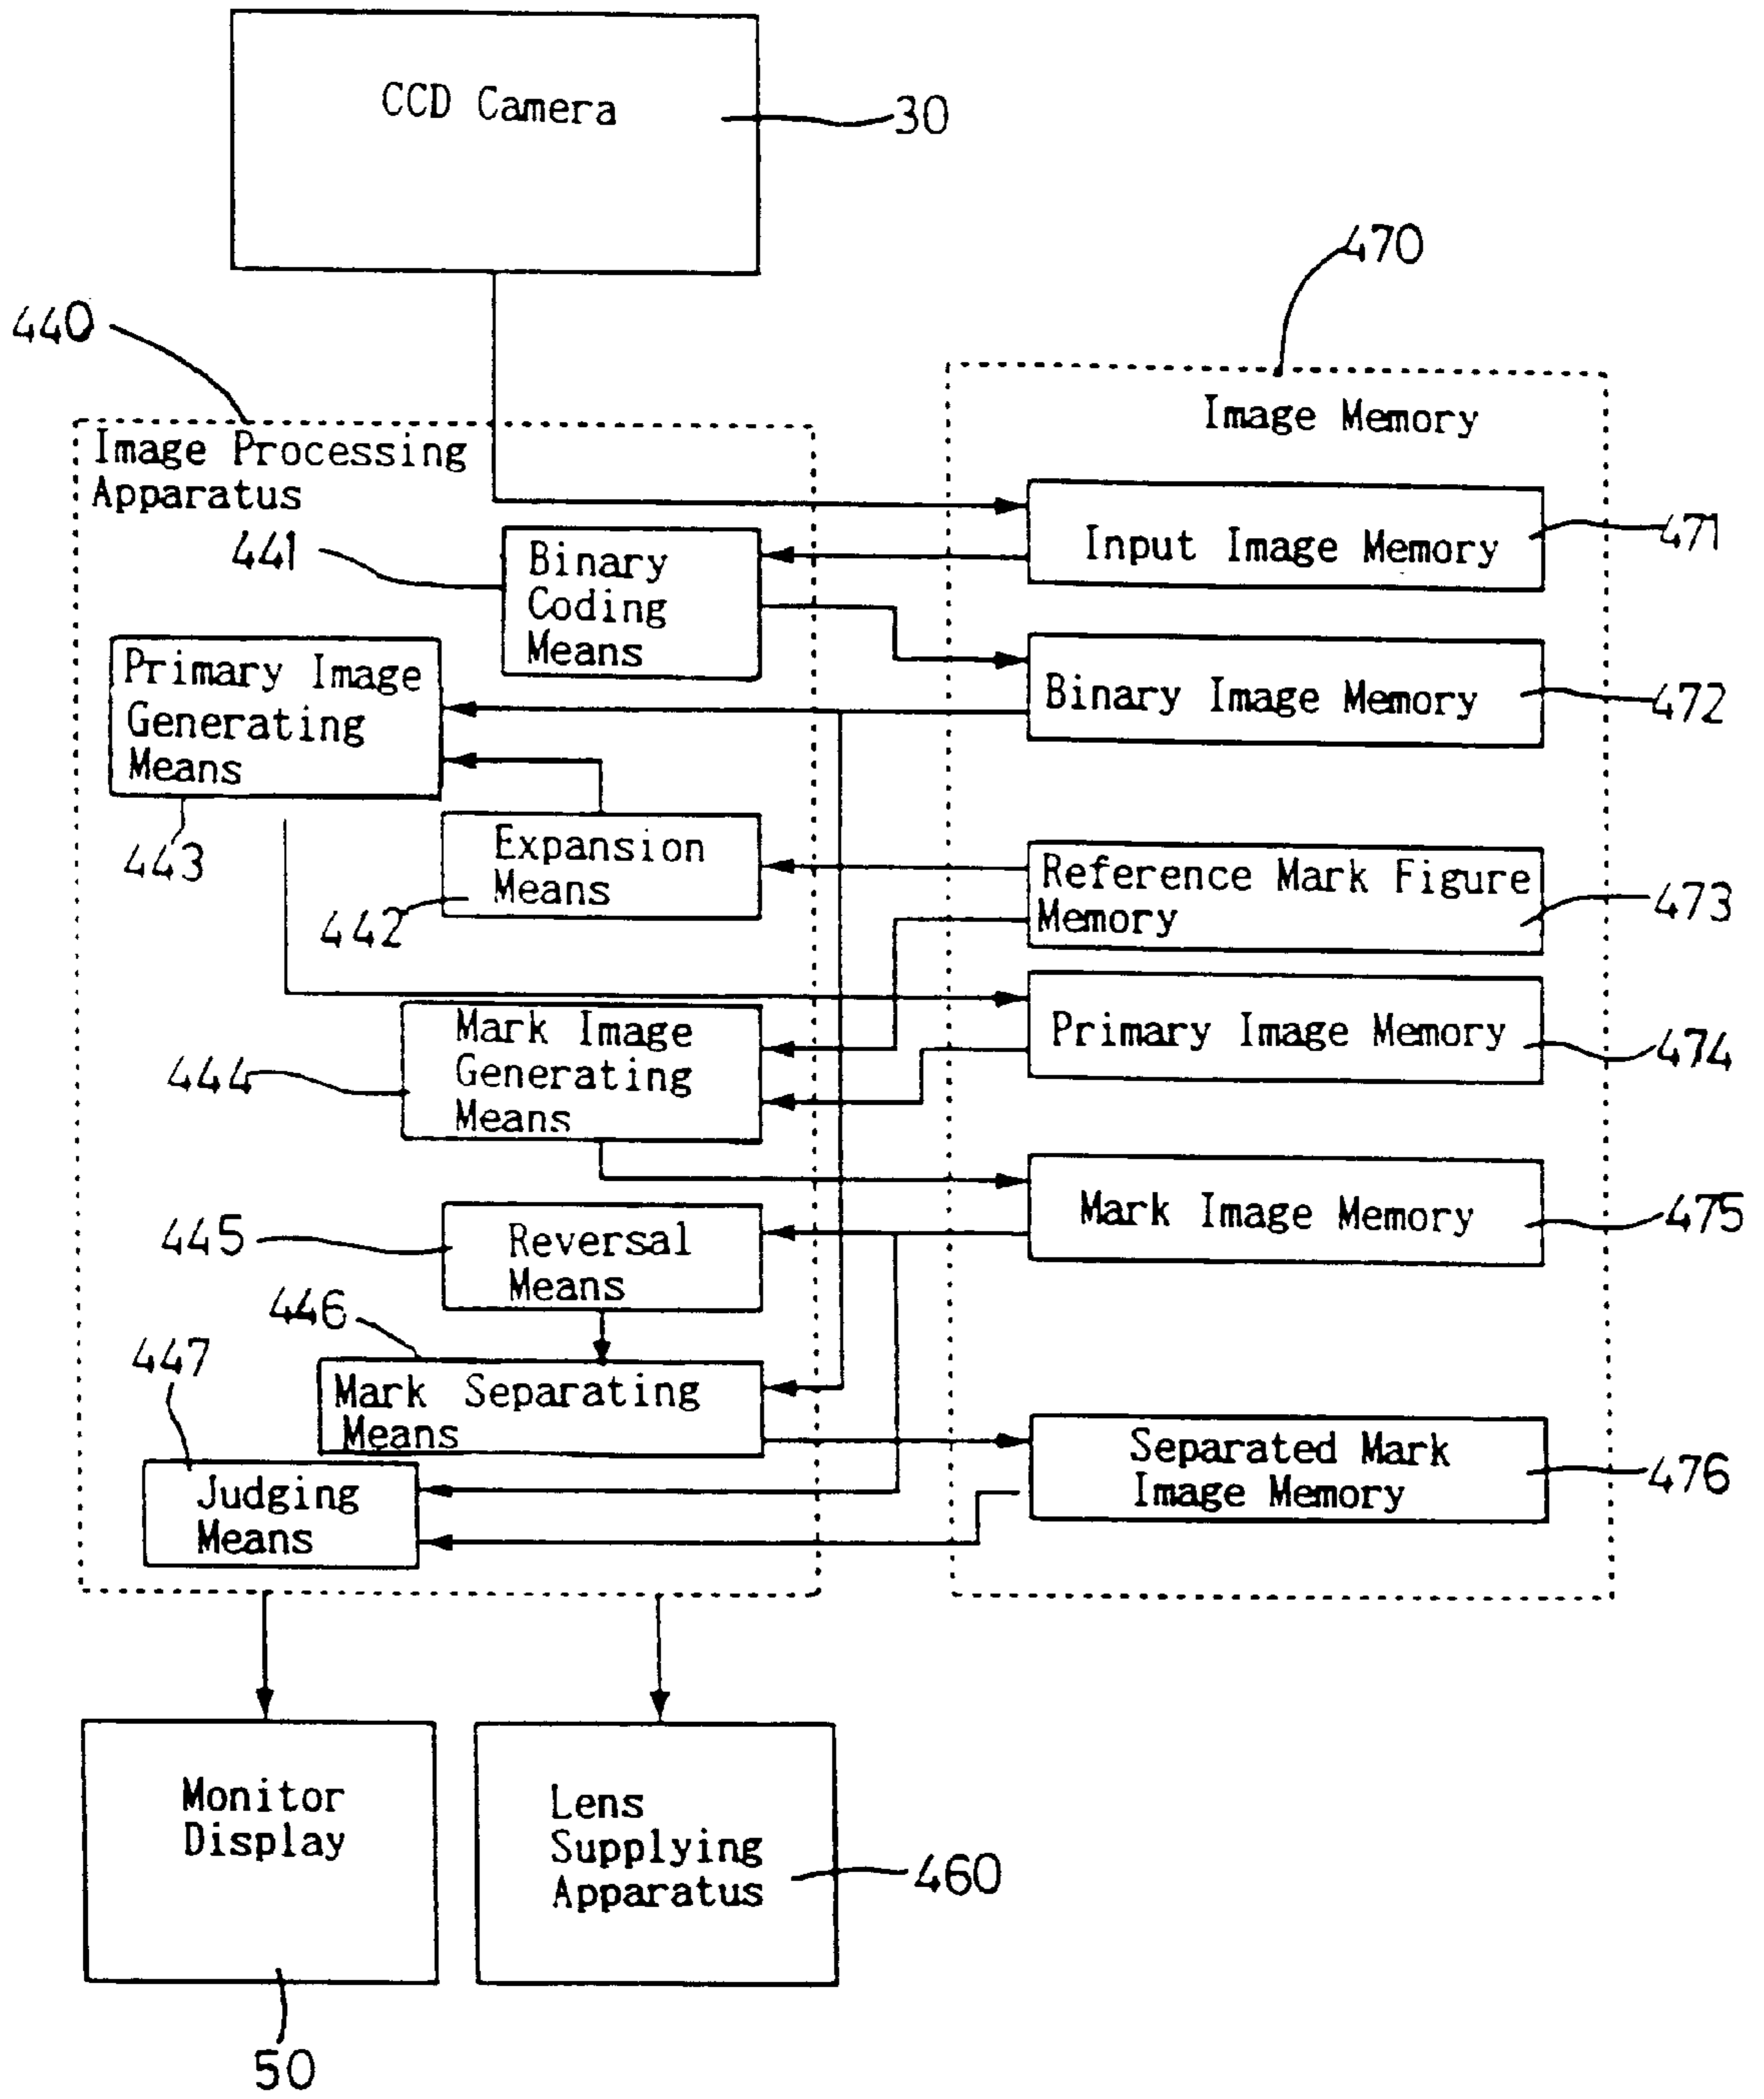 CCD Camera
30
470
440
Image Memory
Image Processing
Apparatus
441
Binary
Coding
Means
Input Image Memory
471
Primary Image
Generating
Means
443
Binary Image Memory
472
Expansion
Means
442
Reference Mark Figure
Memory
473
Mark Image
Generating
Means
444
Primary Image Memory
474
445
Reversal
Means
Mark Image Memory
475
446
447
Mark Separating
Means
Separated Mark
Image Memory
476
Judging
Means
Monitor
Display
Lens
Supplying
Apparatus
460
50